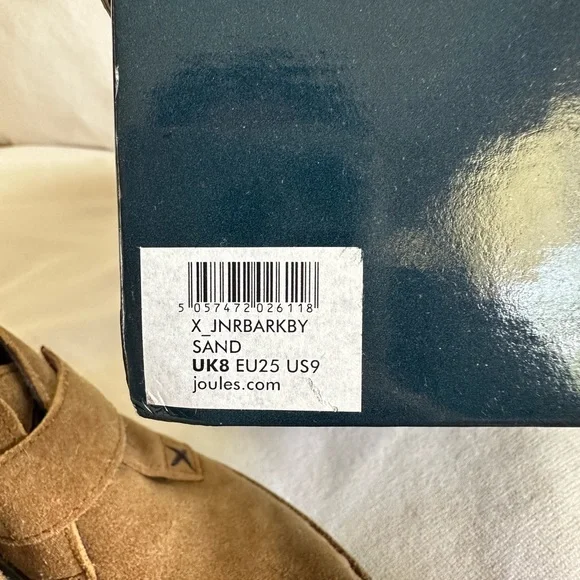 5 057472 026118
X_JNRBARKBY
SAND
UK8 EU25 US9
joules.com